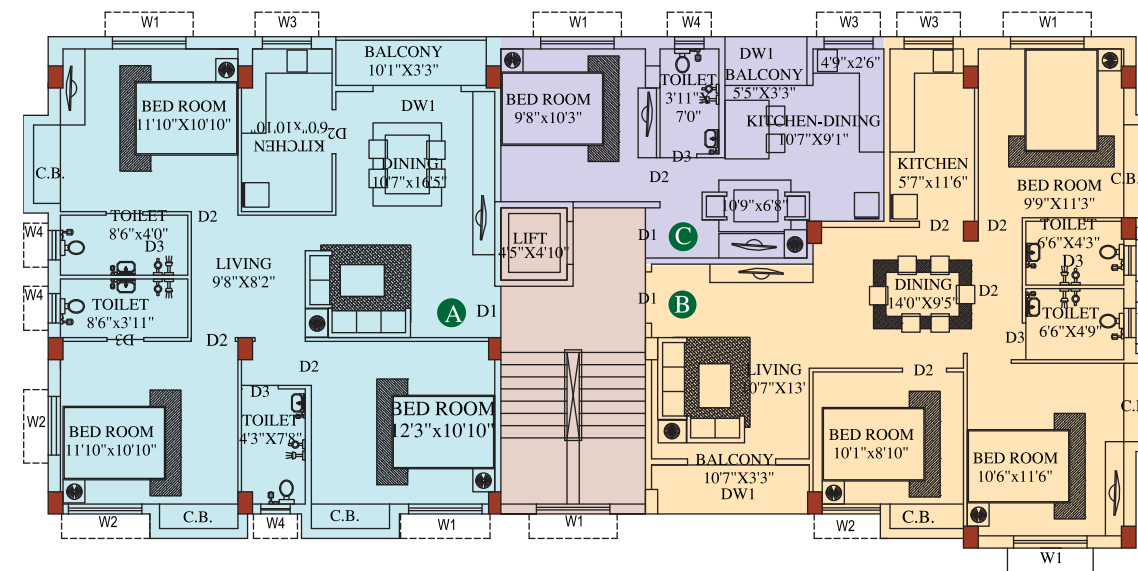 W1
W3
W1
W4
W3
W3
W1
BED ROOM
11'10"X10'10"
KITCHEN
6'0"x10'10"
D2
BALCONY
10'1"X3'3"
DW1
DINING
10'7"x16'5"
C.B.
D2
TOILET
8'6"x4'0"
D3
W4
TOILET
8'6"x3'11"
D3
W4
D2
LIVING
9'8"X8'2"
A
D1
D2
BED ROOM
11'10"x10'10"
W2
W2
C.B.
D3
TOILET
4'3"X7'8"
W4
BED ROOM
12'3"x10'10"
C.B.
W1
LIFT
4'5"X4'10"
W1
BED ROOM
9'8"x10'3"
TOILET
3'11"X
7'0"
D3
D2
DW1
BALCONY
5'5"X3'3"
4'9"x2'6"
KITCHEN-DINING
10'7"X9'1"
10'9"x6'8"
D1
C
D1
B
KITCHEN
5'7"x11'6"
D2
D2
BED ROOM
9'9"X11'3"
C.B.
TOILET
6'6"X4'3"
D3
TOILET
6'6"X4'9"
D3
DINING
14'0"X9'5"
D2
LIVING
10'7"X13'
D2
BALCONY
10'7"X3'3"
DW1
BED ROOM
10'1"x8'10"
W2
C.B.
BED ROOM
10'6"x11'6"
C.B.
W1